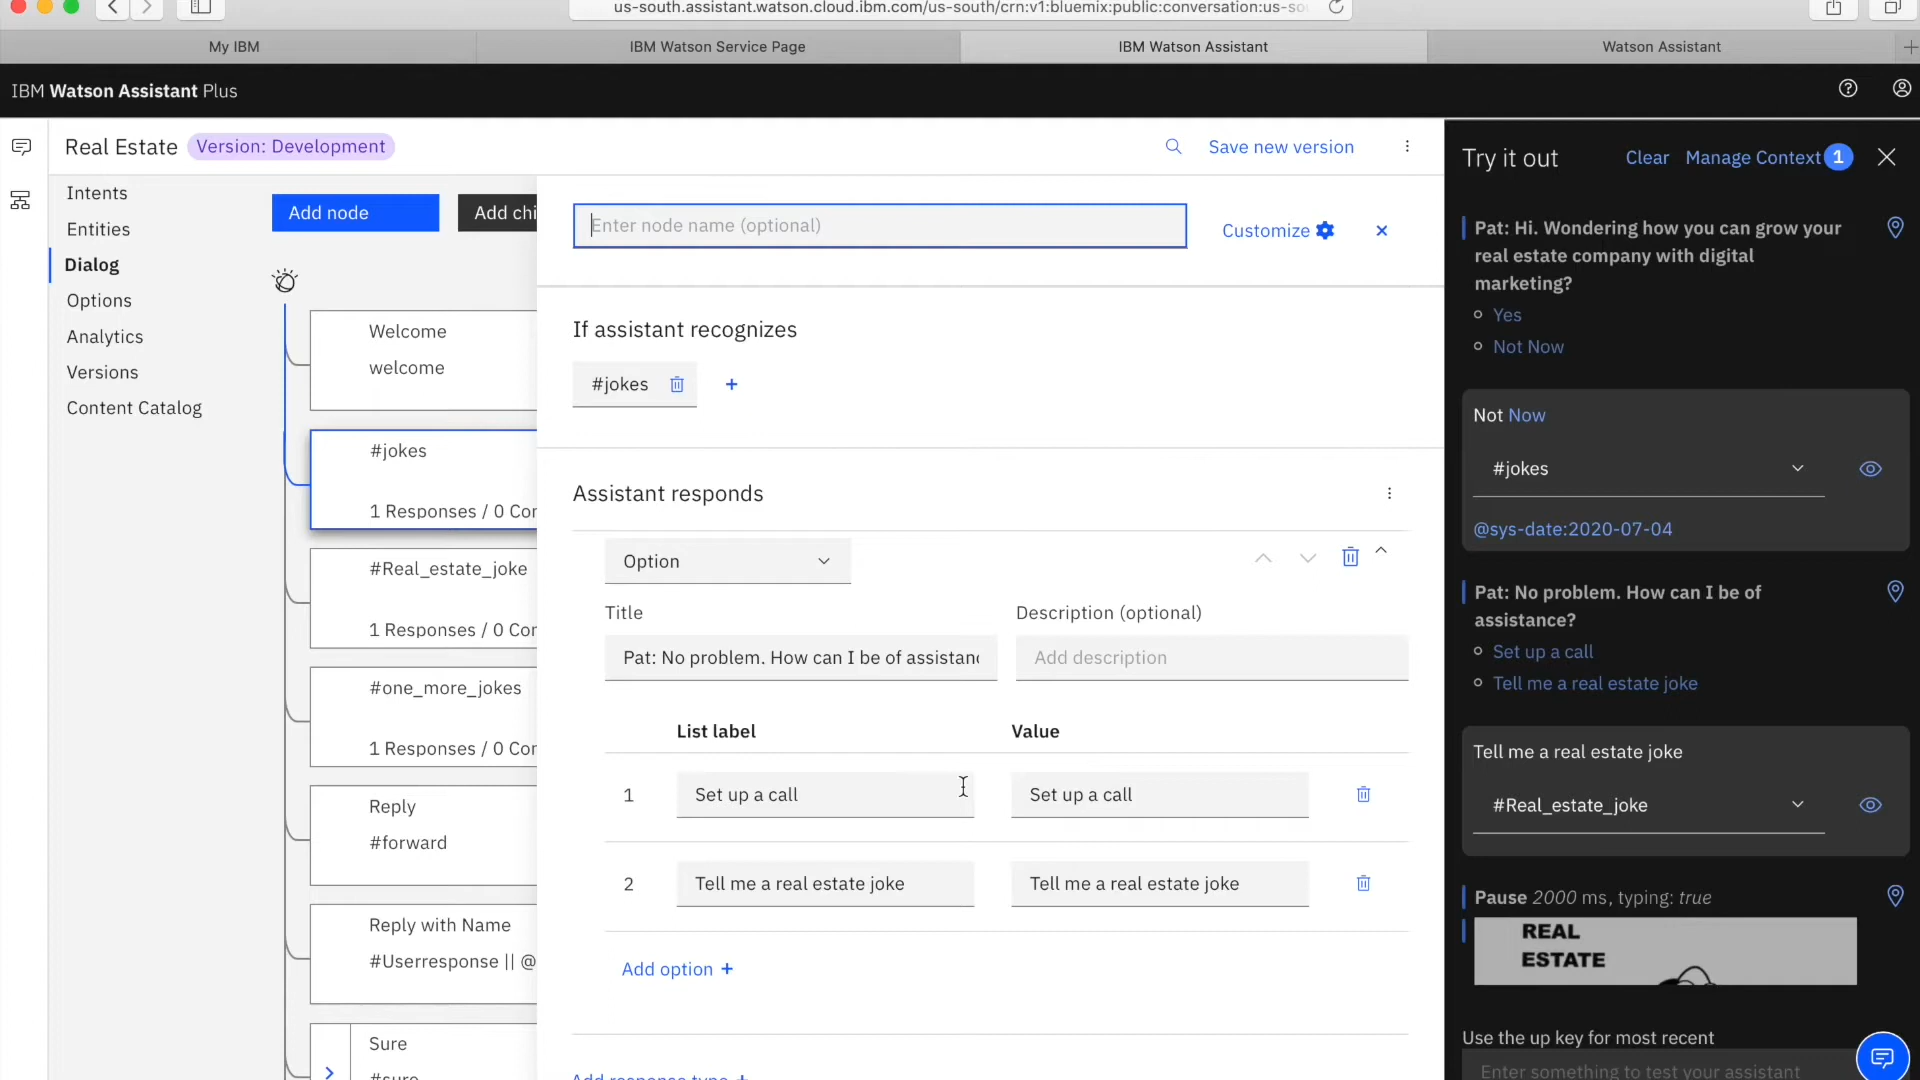 us-south.assistant.watson.cloud.ibm.com/us-south/crn:v1:bluemix:public:conversation:us-so
My IBM
IBM Watson Service Page
IBM Watson Assistant
Watson Assistant
IBM Watson Assistant Plus
Real Estate
Version: Development
Save new version
Intents
Entities
Dialog
Options
Analytics
Versions
Content Catalog
Add node
Add chi
Welcome
welcome
#jokes
1 Responses / 0 Cor
#Real_estate_joke
1 Responses / 0 Cor
#one_more_jokes
1 Responses / 0 Cor
Reply
#forward
Reply with Name
#Userresponse || @
Sure
#sure
Enter node name (optional)
Customize
If assistant recognizes
#jokes
Assistant responds
Option
Title
Description (optional)
Pat: No problem. How can I be of assistanc
Add description
List label
Value
1
Set up a call
Set up a call
2
Tell me a real estate joke
Tell me a real estate joke
Add option +
Add response type +
Try it out
Clear
Manage Context 1
Pat: Hi. Wondering how you can grow your
real estate company with digital
marketing?
Yes
Not Now
Not Now
#jokes
@sys-date:2020-07-04
Pat: No problem. How can I be of
assistance?
Set up a call
Tell me a real estate joke
Tell me a real estate joke
#Real_estate_joke
Pause 2000 ms, typing: true
REAL
ESTATE
Use the up key for most recent
Enter something to test your assistant